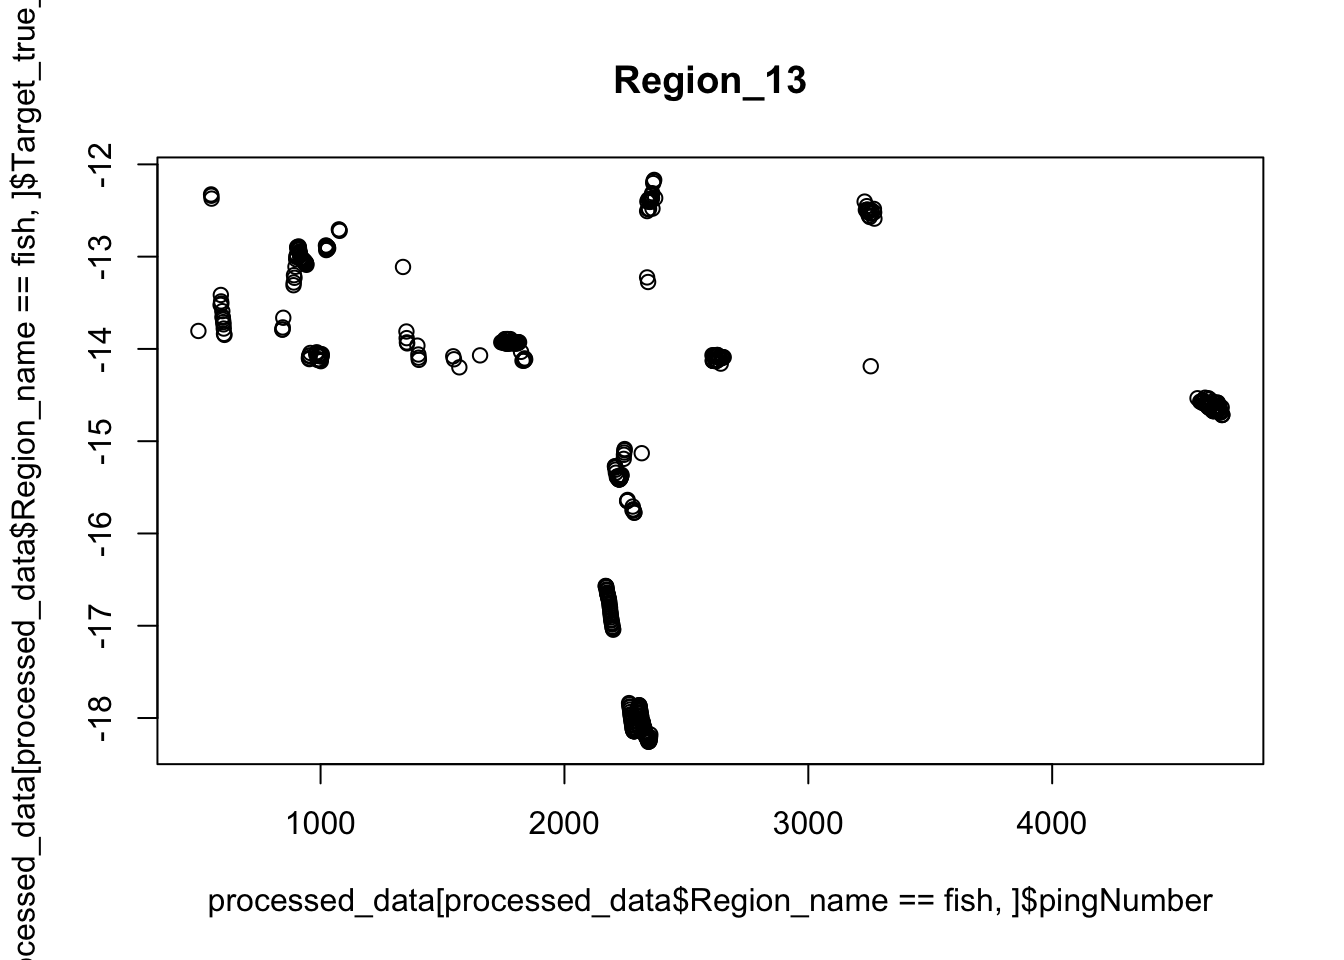 Region_13
cessed_data[processed_data$Region_name == fish, ]$Target_true_
-12
-13
-14
-15
-16
-17
-18
1000 2000 3000 4000
processed_data[processed_data$Region_name == fish, ]$pingNumber